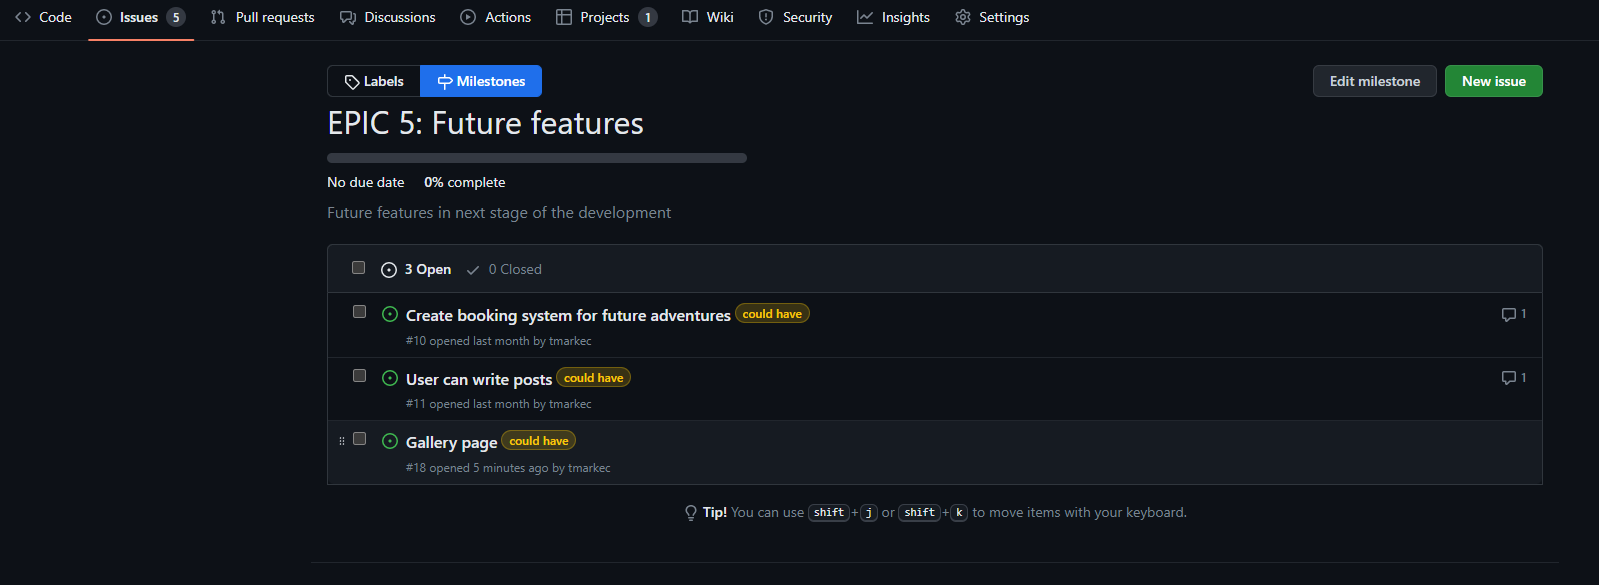 Code Issues 5 Pull requests Discussions Actions Projects 1 Wiki Security Insights Settings
Labels Milestones Edit milestone New issue
EPIC 5: Future features
No due date 0% complete
Future features in next stage of the development
3 Open 0 Closed
Create booking system for future adventures could have 1
#10 opened last month by tmarkec
User can write posts could have 1
#11 opened last month by tmarkec
Gallery page could have
#18 opened 5 minutes ago by tmarkec
Tip! You can use shift+j or shift+k to move items with your keyboard.